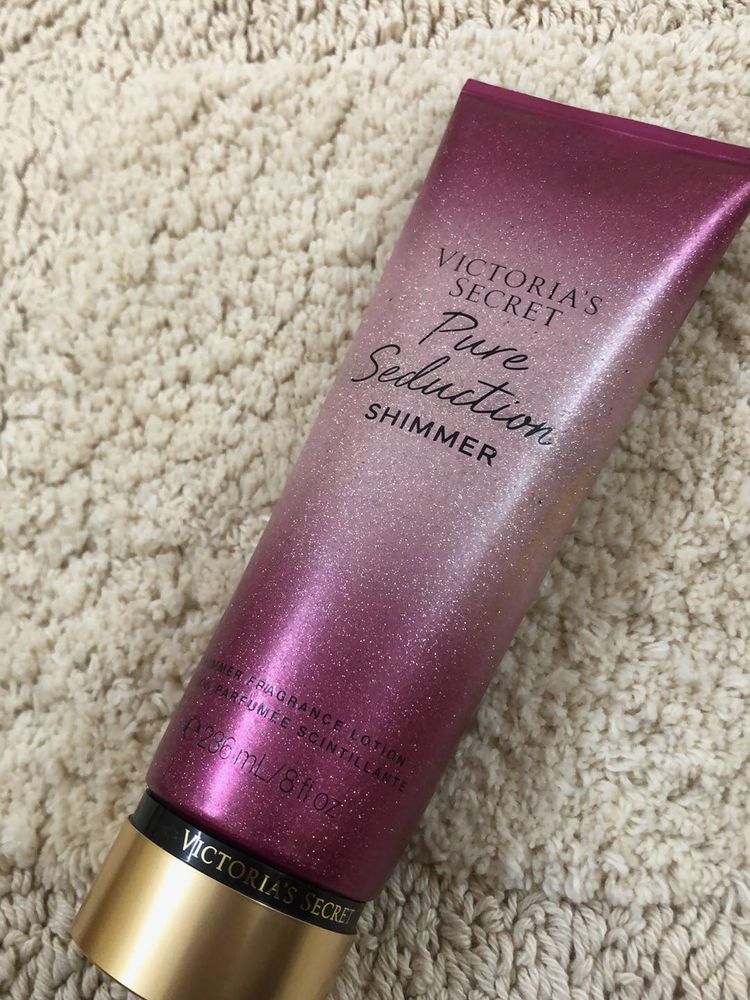 VICTORIA'S
SECRET
Pure
Seduction
SHIMMER
FRAGRANCE LOTION
PARFUMÉE SCINTILLANTE
℮ 236 mL/8 fl oz
VICTORIA'S SECRET